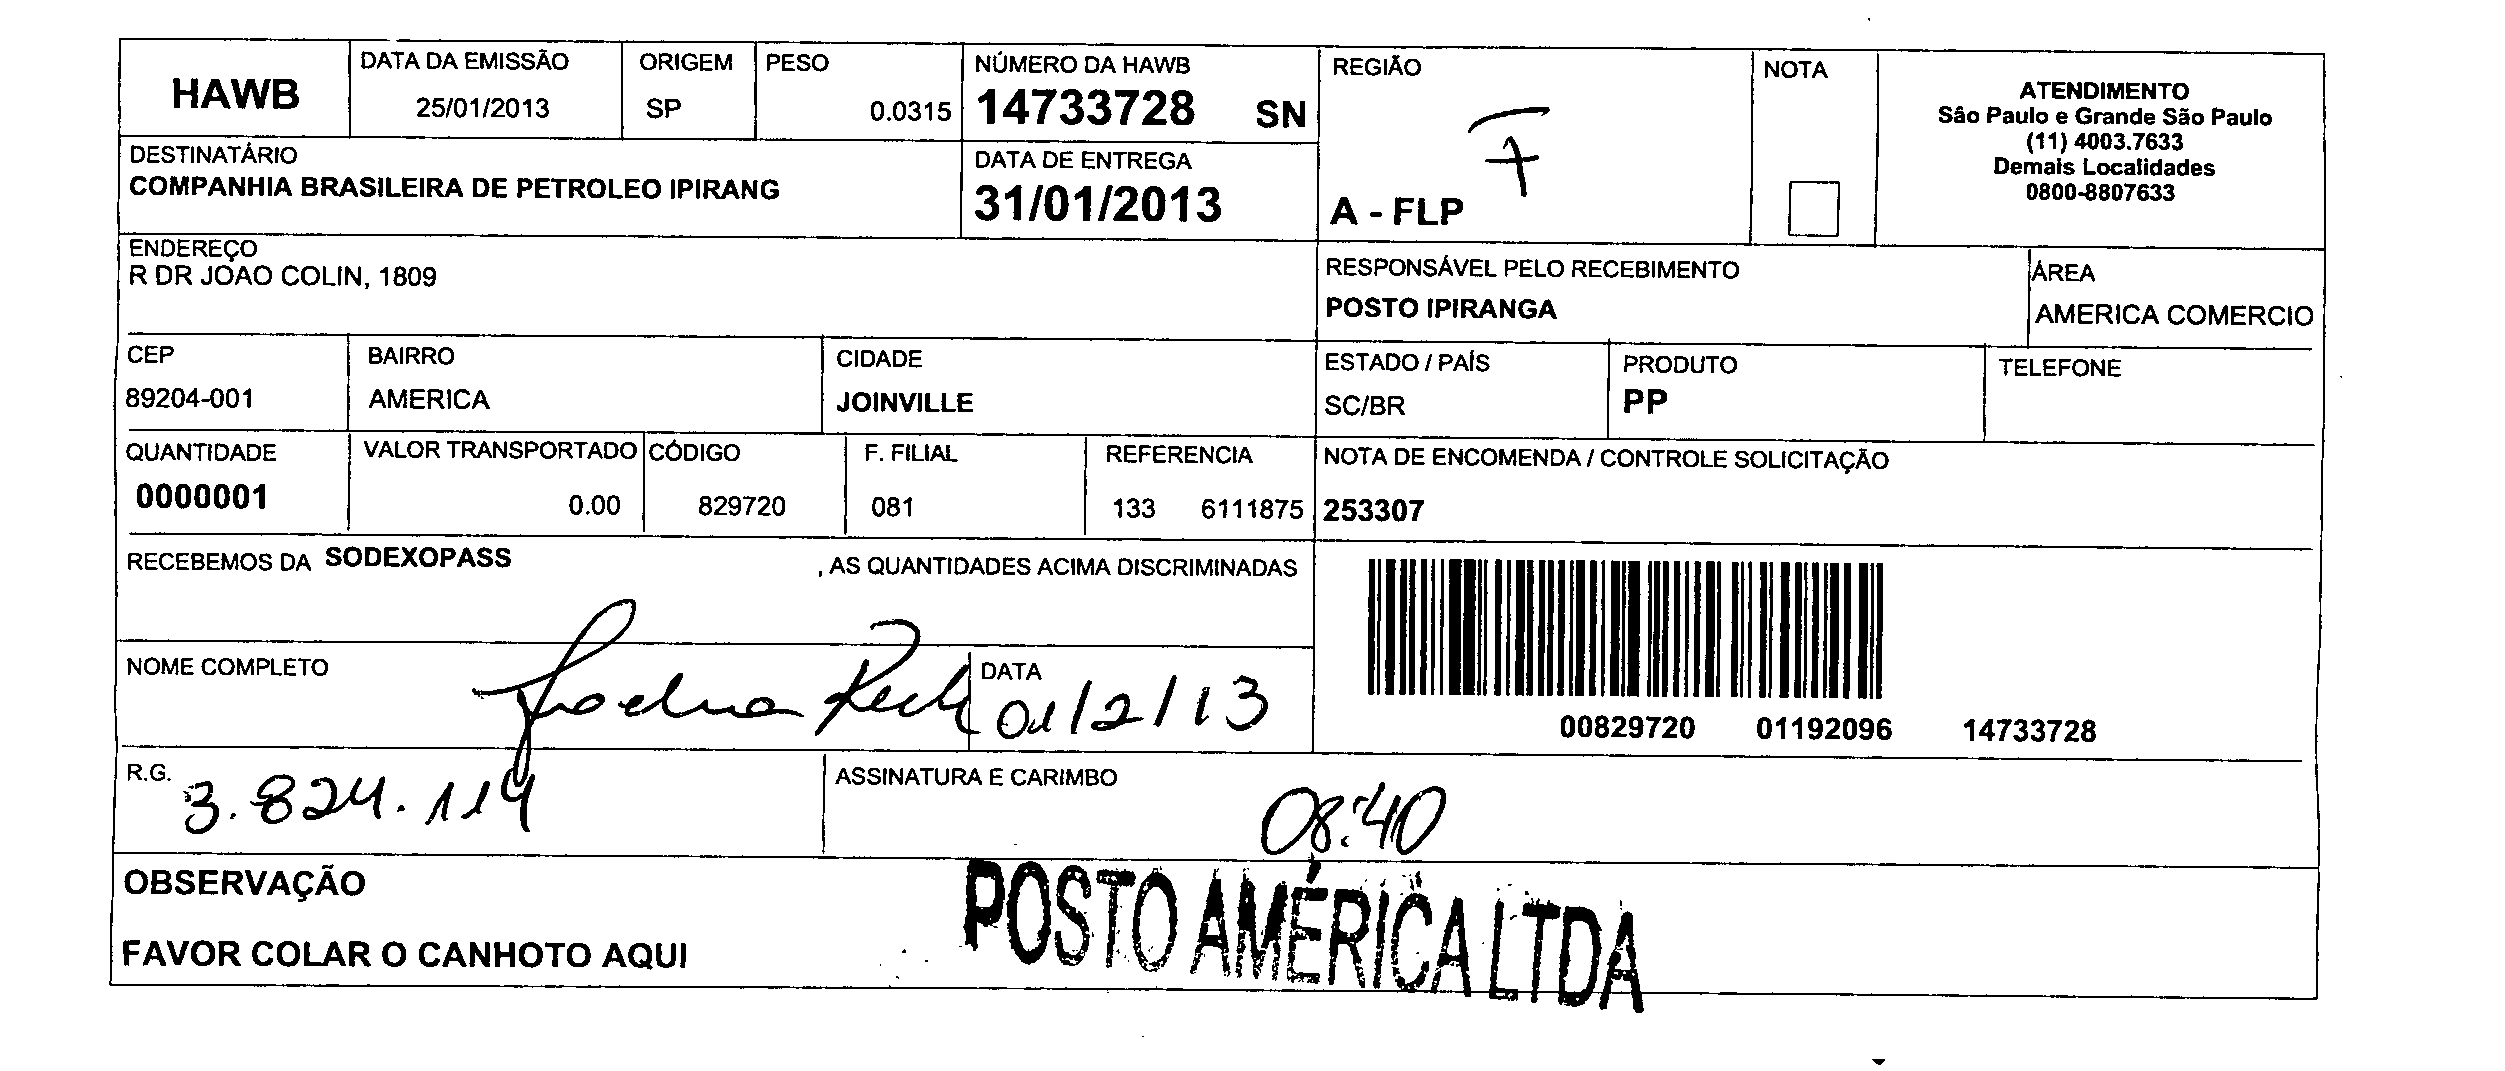 HAWB
DATA DA EMISSÃO
25/01/2013
ORIGEM
SP
PESO
0.0315
NÚMERO DA HAWB
14733728 SN
REGIÃO
F
A - FLP
NOTA
ATENDIMENTO
São Paulo e Grande São Paulo
(11) 4003.7633
Demais Localidades
0800-8807633
DESTINATÁRIO
COMPANHIA BRASILEIRA DE PETROLEO IPIRANG
DATA DE ENTREGA
31/01/2013
ENDEREÇO
R DR JOAO COLIN, 1809
RESPONSÁVEL PELO RECEBIMENTO
POSTO IPIRANGA
ÁREA
AMERICA COMERCIO
CEP
89204-001
BAIRRO
AMERICA
CIDADE
JOINVILLE
ESTADO / PAÍS
SC/BR
PRODUTO
PP
TELEFONE
QUANTIDADE
0000001
VALOR TRANSPORTADO
0.00
CÓDIGO
829720
F. FILIAL
081
REFERENCIA
133 6111875
NOTA DE ENCOMENDA / CONTROLE SOLICITAÇÃO
253307
RECEBEMOS DA SODEXOPASS , AS QUANTIDADES ACIMA DISCRIMINADAS
00829720 01192096 14733728
NOME COMPLETO
DATA
01/2/13
R.G.
3.824.114
ASSINATURA E CARIMBO
08:40
OBSERVAÇÃO
FAVOR COLAR O CANHOTO AQUI
POSTO AMÉRICA LTDA